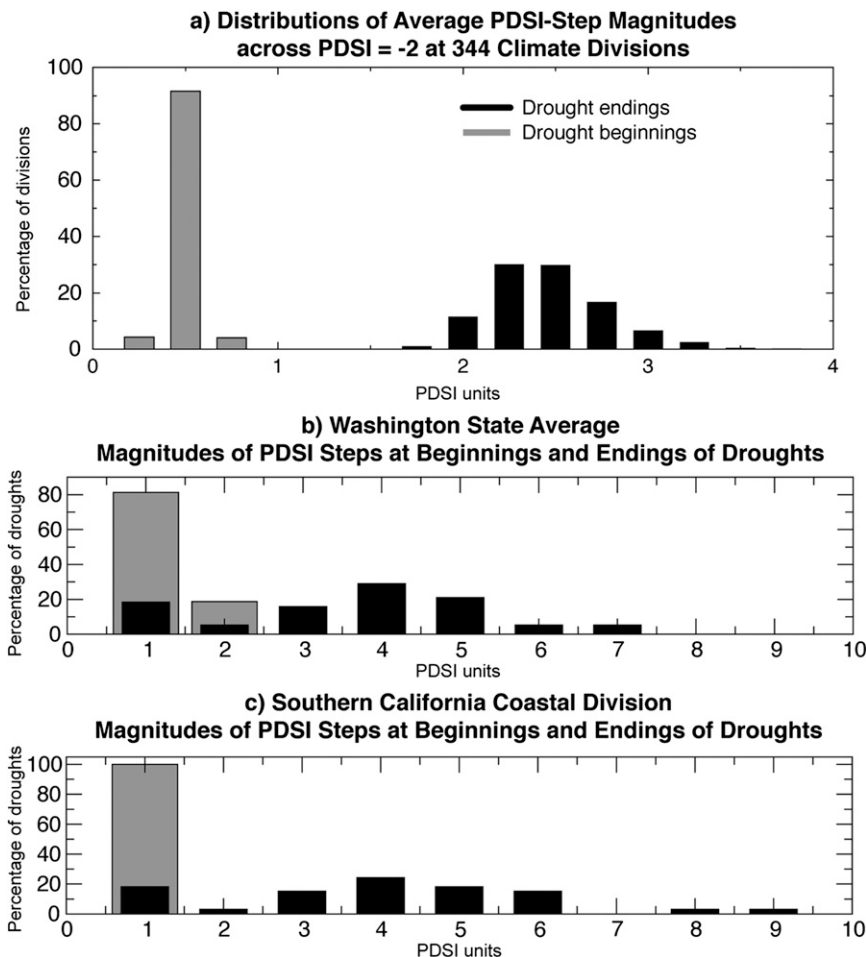 a) Distributions of Average PDSI-Step Magnitudes
across PDSI = -2 at 344 Climate Divisions
Percentage of divisions
100
80
60
40
20
0
Drought endings
Drought beginnings
0 1 2 3 4
PDSI units
b) Washington State Average
Magnitudes of PDSI Steps at Beginnings and Endings of Droughts
Percentage of droughts
80
60
40
20
0
0 1 2 3 4 5 6 7 8 9 10
PDSI units
c) Southern California Coastal Division
Magnitudes of PDSI Steps at Beginnings and Endings of Droughts
Percentage of droughts
100
80
60
40
20
0
0 1 2 3 4 5 6 7 8 9 10
PDSI units